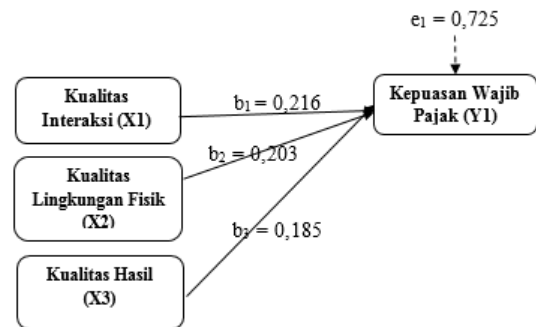 e₁ = 0,725
Kualitas
Interaksi (X1)
b₁ = 0,216
Kepuasan Wajib
Pajak (Y1)
b₂ = 0,203
Kualitas
Lingkungan Fisik
(X2)
b₃ = 0,185
Kualitas Hasil
(X3)